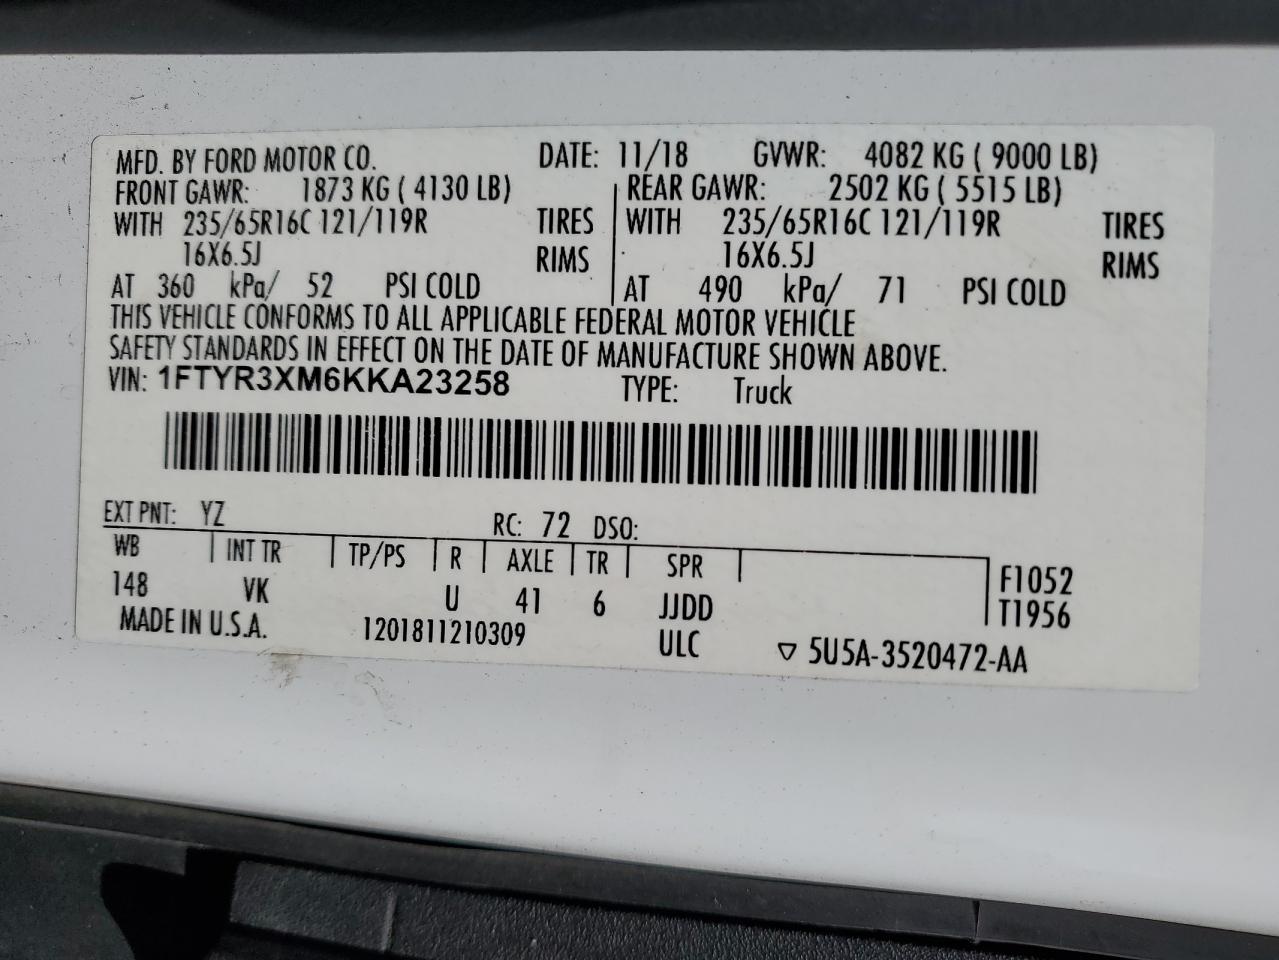 MFD. BY FORD MOTOR CO. DATE: 11/18 GVWR: 4082 KG ( 9000 LB)
FRONT GAWR: 1873 KG ( 4130 LB) REAR GAWR: 2502 KG ( 5515 LB)
WITH 235/65R16C 121/119R TIRES WITH 235/65R16C 121/119R TIRES
16X6.5J RIMS 16X6.5J RIMS
AT 360 kPa/ 52 PSI COLD AT 490 kPa/ 71 PSI COLD
THIS VEHICLE CONFORMS TO ALL APPLICABLE FEDERAL MOTOR VEHICLE
SAFETY STANDARDS IN EFFECT ON THE DATE OF MANUFACTURE SHOWN ABOVE.
VIN: 1FTYR3XM6KKA23258 TYPE: Truck
EXT PNT: YZ RC: 72 DSO:
WB INT TR TP/PS R AXLE TR SPR F1052
148 VK U 41 6 JJDD T1956
MADE IN U.S.A. 1201811210309 ULC ▽ 5U5A-3520472-AA